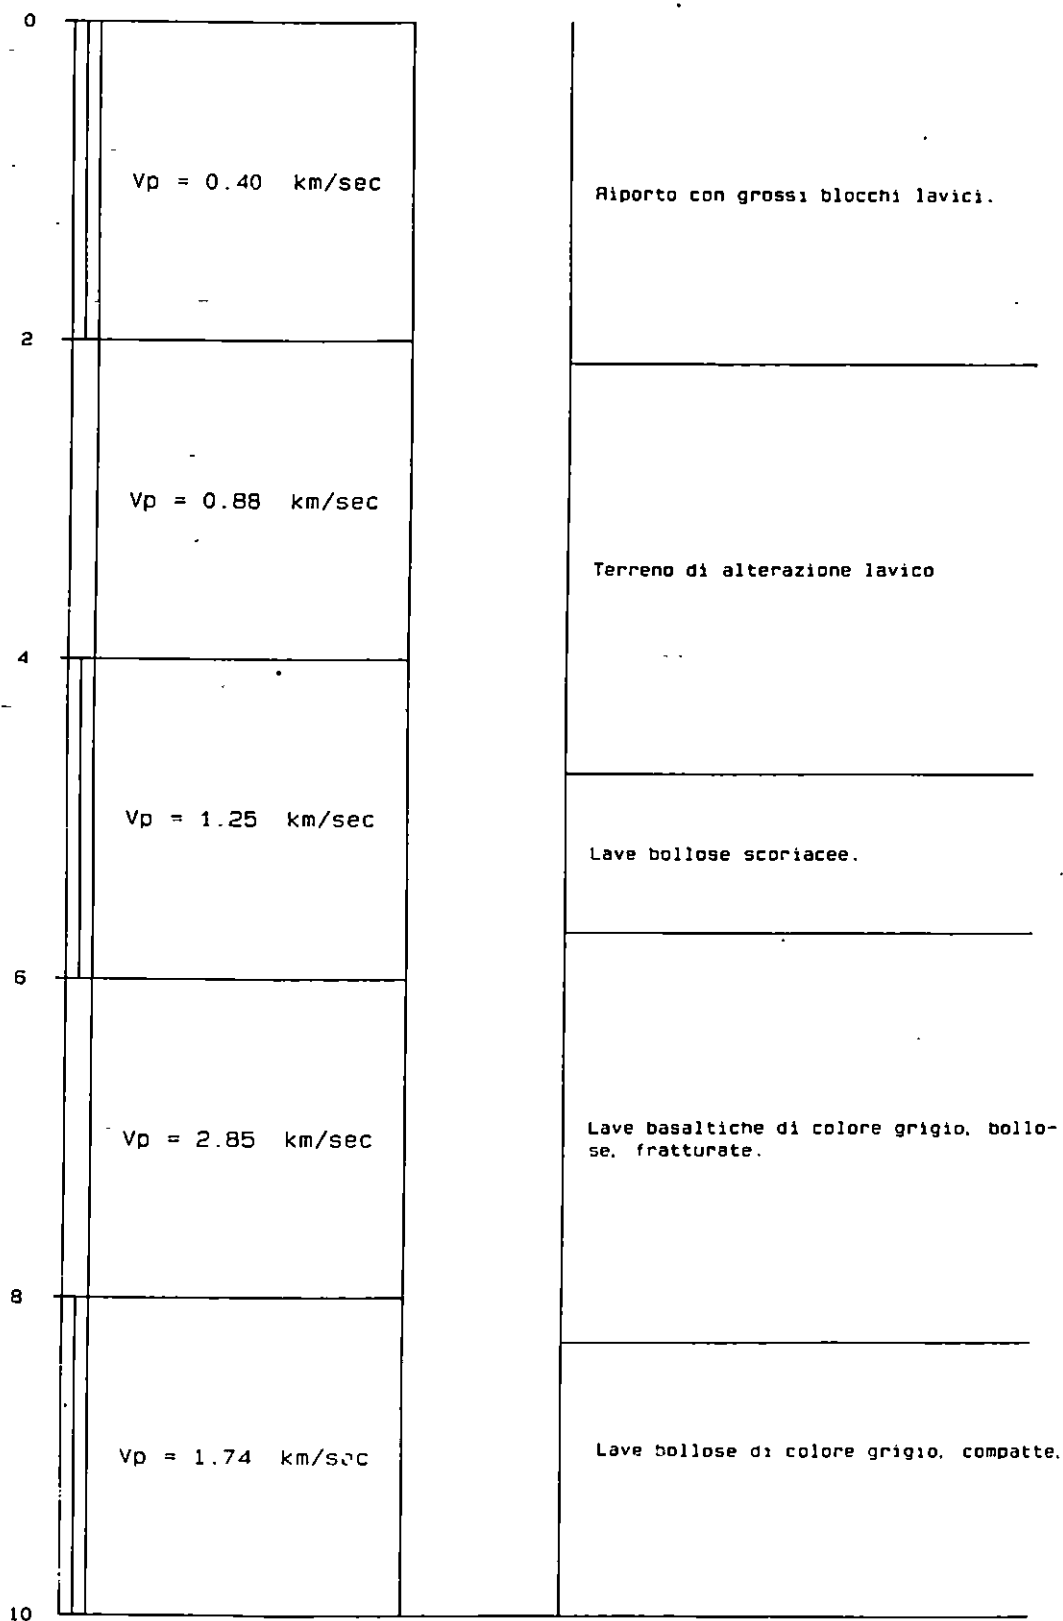 0
Vp = 0.40 km/sec
Riporto con grossi blocchi lavici.
2
Vp = 0.88 km/sec
Terreno di alterazione lavico
4
Vp = 1.25 km/sec
Lave bollose scoriacee.
6
Vp = 2.85 km/sec
Lave basaltiche di colore grigio, bollo-
se, fratturate.
8
Vp = 1.74 km/sec
Lave bollose di colore grigio, compatte.
10